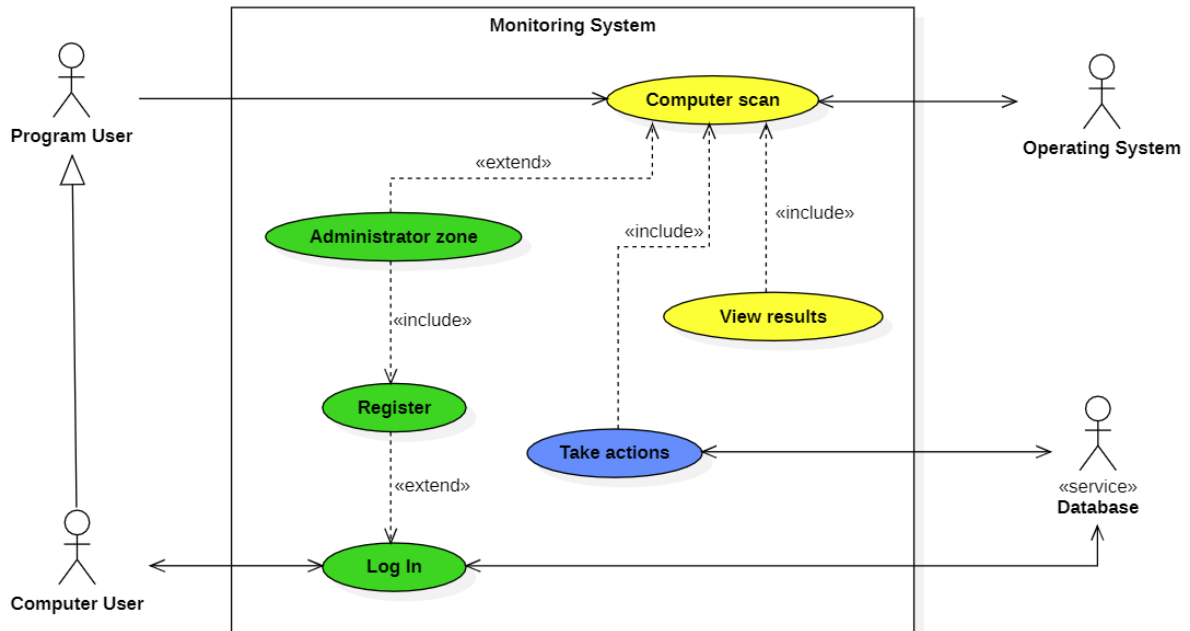 Monitoring System
Program User
Computer scan
Operating System
«extend»
Administrator zone
«include»
«include»
View results
«include»
Register
Take actions
«extend»
«service»
Database
Log In
Computer User